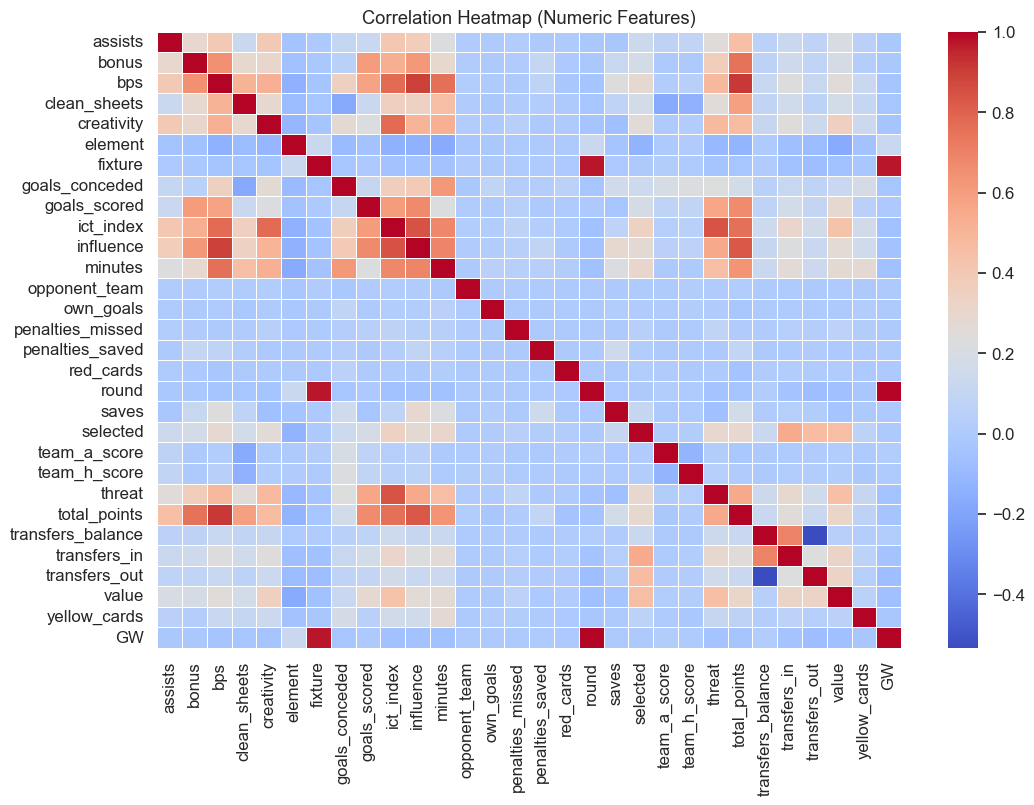 Correlation Heatmap (Numeric Features)
assists
bonus
bps
clean_sheets
creativity
element
fixture
goals_conceded
goals_scored
ict_index
influence
minutes
opponent_team
own_goals
penalties_missed
penalties_saved
red_cards
round
saves
selected
team_a_score
team_h_score
threat
total_points
transfers_balance
transfers_in
transfers_out
value
yellow_cards
GW
assists
bonus
bps
clean_sheets
creativity
element
fixture
goals_conceded
goals_scored
ict_index
influence
minutes
opponent_team
own_goals
penalties_missed
penalties_saved
red_cards
round
saves
selected
team_a_score
team_h_score
threat
total_points
transfers_balance
transfers_in
transfers_out
value
yellow_cards
GW
1.0
0.8
0.6
0.4
0.2
0.0
−0.2
−0.4